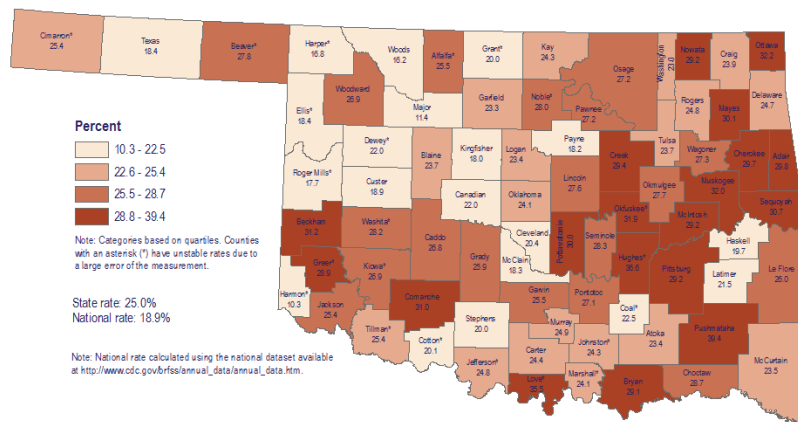 Cimarron*
25.4
Texas
18.4
Beaver*
27.8
Harper*
16.8
Woods
16.2
Alfalfa*
25.5
Grant*
20.0
Kay
24.3
Osage
27.2
Washington
23.0
Nowata
29.2
Craig
23.9
Ottawa
32.2
Woodward
26.9
Ellis*
18.4
Major
11.4
Garfield
23.3
Noble*
28.0
Pawnee
27.2
Rogers
24.8
Mayes
30.1
Delaware
24.7
Percent
10.3 - 22.5
22.6 - 25.4
25.5 - 28.7
28.8 - 39.4
Dewey*
22.0
Blaine
23.7
Kingfisher
18.0
Logan
23.4
Payne
18.2
Creek
29.4
Tulsa
23.7
Wagoner
27.3
Cherokee
29.7
Adair
29.8
Roger Mills*
17.7
Custer
18.9
Canadian
22.0
Oklahoma
24.1
Lincoln
27.6
Okmulgee
27.7
Muskogee
32.0
Sequoyah
30.7
Okfuskee*
31.9
McIntosh
29.2
Note: Categories based on quartiles. Counties
with an asterisk (*) have unstable rates due to
a large error of the measurement.
Beckham
31.2
Washita*
28.2
Caddo
26.8
Grady
25.9
Cleveland
20.4
McClain
18.3
Pottawatomie
30.0
Seminole
28.3
Hughes*
36.6
Pittsburg
29.2
Haskell
19.7
Latimer
21.5
Le Flore
26.0
Greer*
28.9
Kiowa*
26.9
Harmon*
10.3
Jackson
25.4
Comanche
31.0
Stephens
20.0
Garvin
25.5
Pontotoc
27.1
Coal*
22.5
Pushmataha
39.4
State rate: 25.0%
National rate: 18.9%
Tillman*
25.4
Cotton*
20.1
Murray
24.9
Johnston*
24.3
Atoka
23.4
McCurtain
23.5
Jefferson*
24.8
Carter
24.4
Love*
35.5
Marshall*
24.1
Bryan
29.1
Choctaw
28.7
Note: National rate calculated using the national dataset available
at http://www.cdc.gov/brfss/annual_data/annual_data.htm.